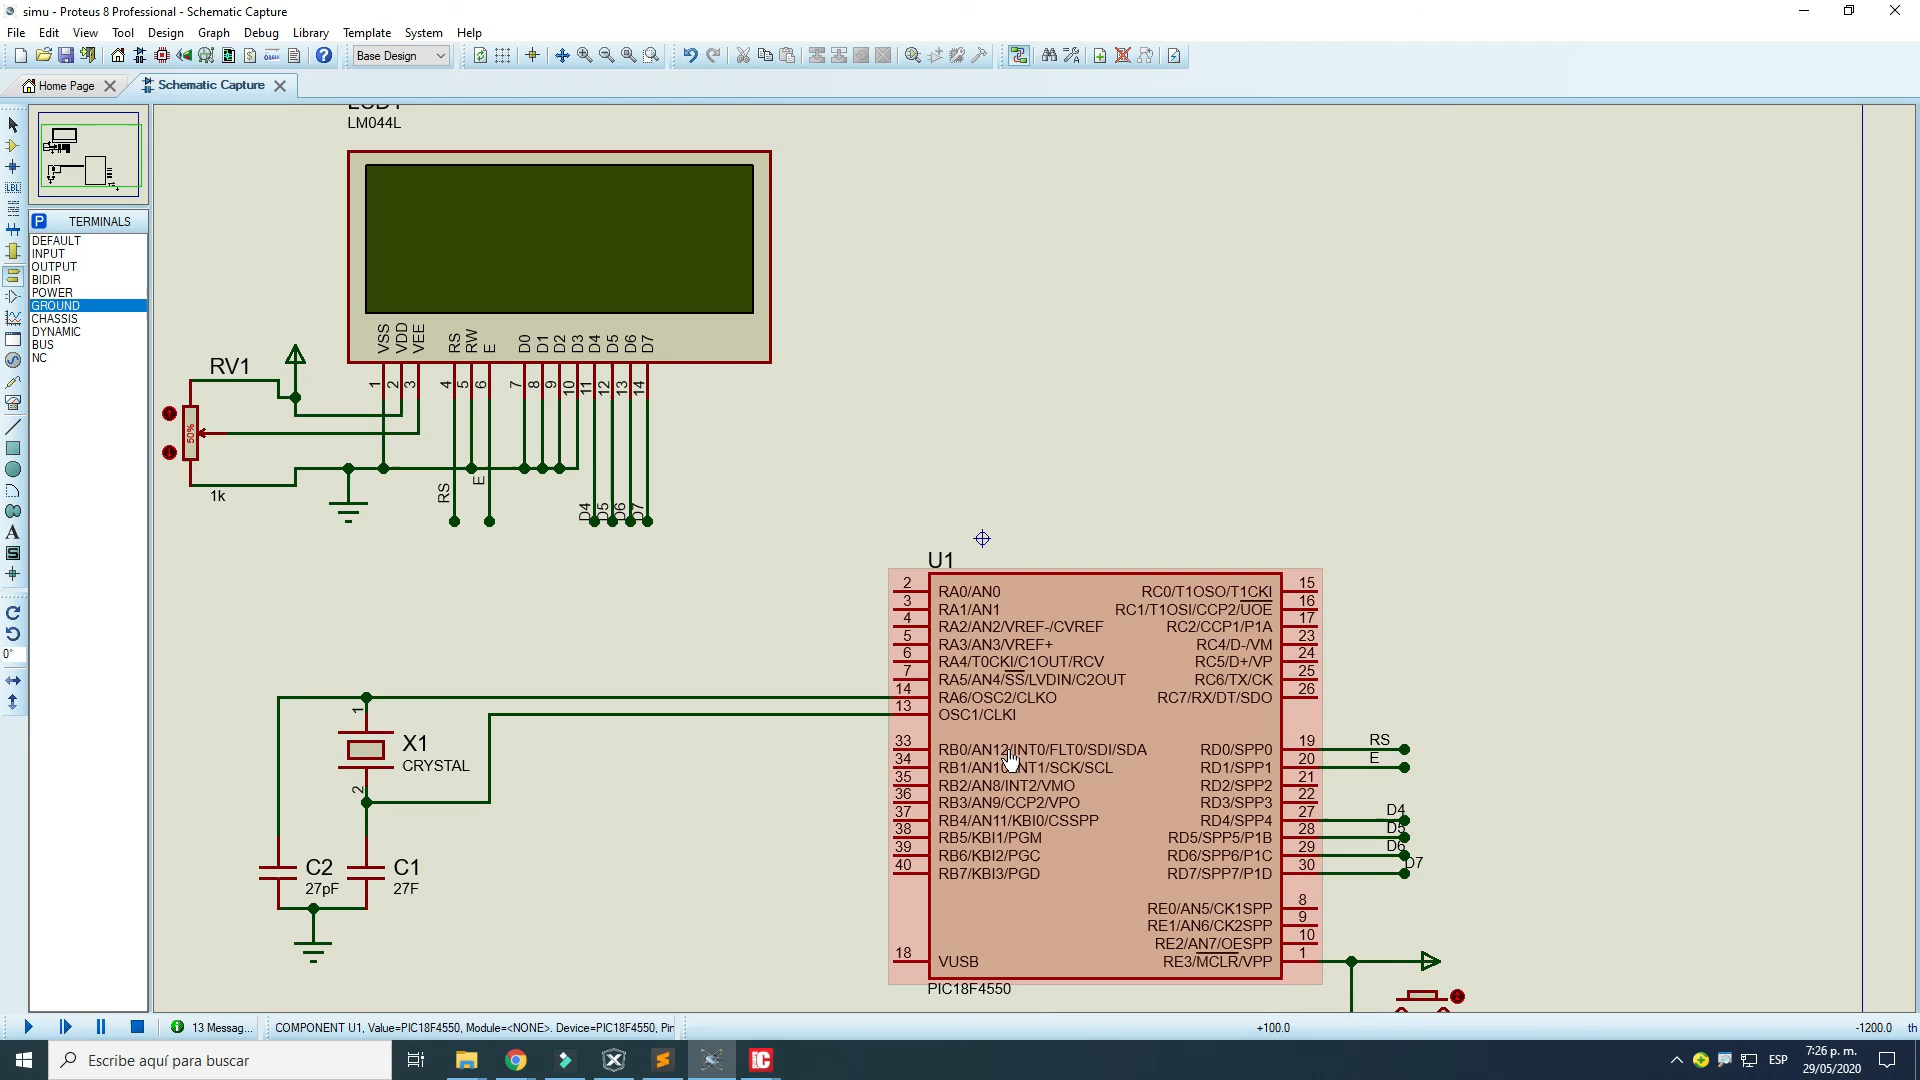 simu - Proteus 8 Professional - Schematic Capture
File Edit View Tool Design Graph Debug Library Template System Help
Base Design
Home Page
Schematic Capture
TERMINALS
DEFAULT
INPUT
OUTPUT
BIDIR
POWER
GROUND
CHASSIS
DYNAMIC
BUS
NC
0°
LM044L
VSS VDD VEE RS RW E D0 D1 D2 D3 D4 D5 D6 D7
1 2 3 4 5 6 7 8 9 10 11 12 13 14
RV1
50%
1k
RS E D4 D5 D6 D7
U1
2 RA0/AN0 RC0/T1OSO/T1CKI 15
3 RA1/AN1 RC1/T1OSI/CCP2/UOE 16
4 RA2/AN2/VREF-/CVREF RC2/CCP1/P1A 17
5 RA3/AN3/VREF+ RC4/D-/VM 23
6 RA4/T0CKI/C1OUT/RCV RC5/D+/VP 24
7 RA5/AN4/SS/LVDIN/C2OUT RC6/TX/CK 25
14 RA6/OSC2/CLKO RC7/RX/DT/SDO 26
13 OSC1/CLKI
33 RB0/AN12/INT0/FLT0/SDI/SDA RD0/SPP0 19 RS
34 RB1/AN10/INT1/SCK/SCL RD1/SPP1 20 E
35 RB2/AN8/INT2/VMO RD2/SPP2 21
36 RB3/AN9/CCP2/VPO RD3/SPP3 22
37 RB4/AN11/KBI0/CSSPP RD4/SPP4 27 D4
38 RB5/KBI1/PGM RD5/SPP5/P1B 28 D5
39 RB6/KBI2/PGC RD6/SPP6/P1C 29 D6
40 RB7/KBI3/PGD RD7/SPP7/P1D 30 D7
RE0/AN5/CK1SPP 8
RE1/AN6/CK2SPP 9
RE2/AN7/OESPP 10
18 VUSB RE3/MCLR/VPP 1
PIC18F4550
1
X1
CRYSTAL
2
C2
27pF
C1
27F
13 Messag...
COMPONENT U1, Value=PIC18F4550, Module=<NONE>. Device=PIC18F4550, Pin
+100.0
-1200.0 th
Escribe aquí para buscar
ESP
7:26 p. m.
29/05/2020